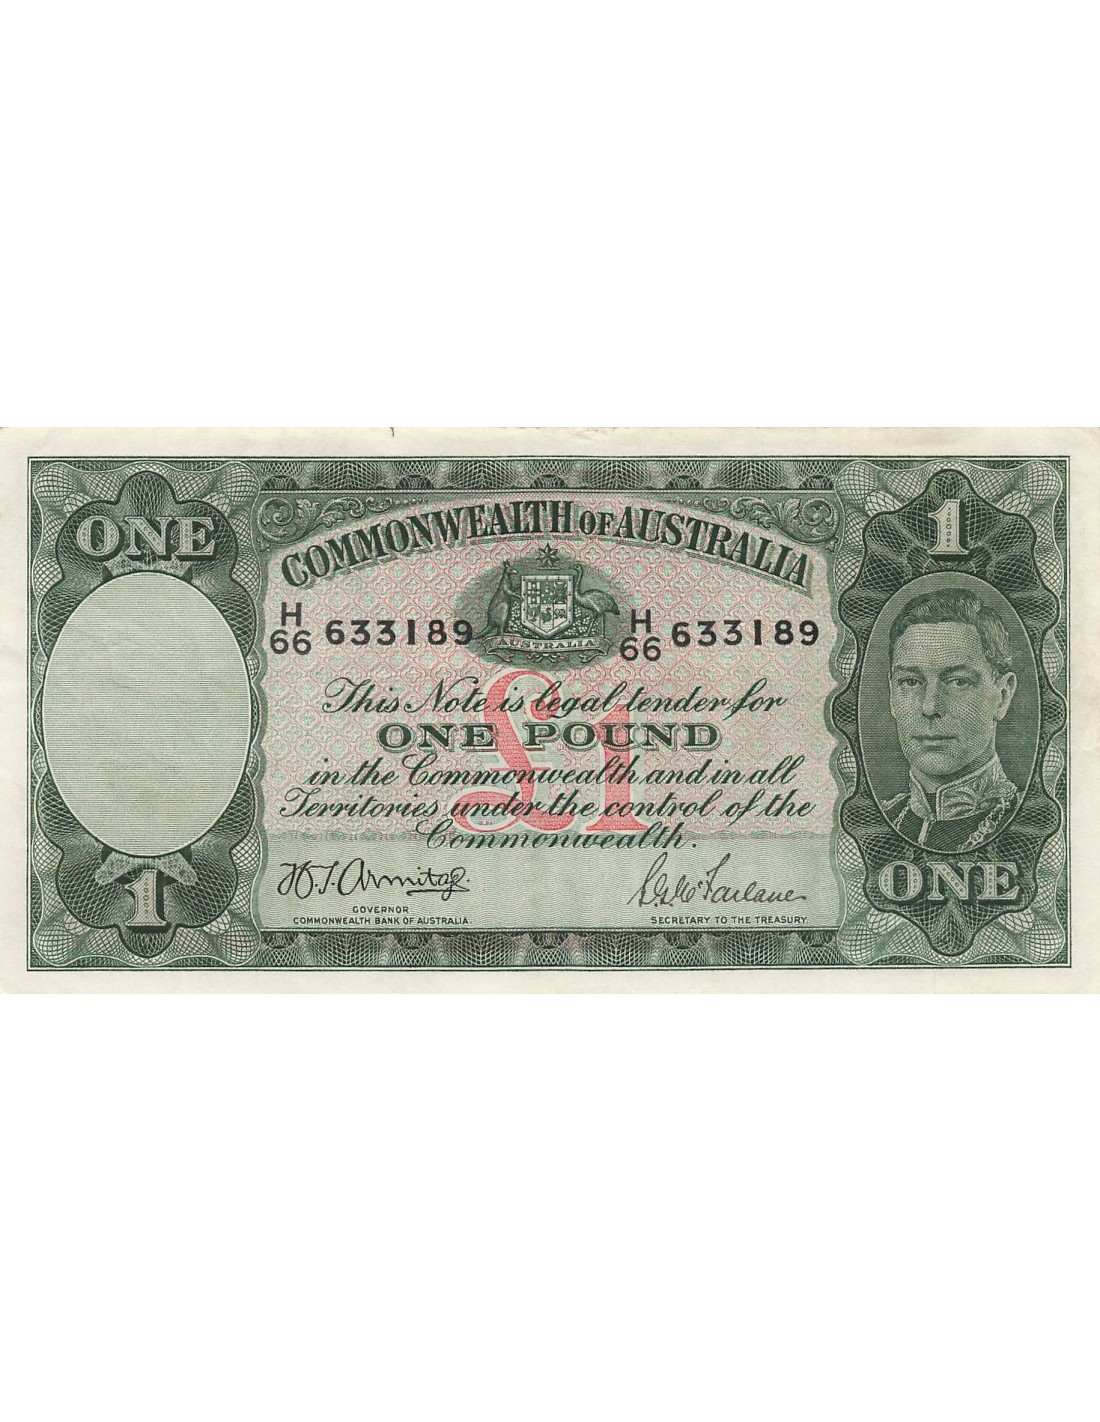 ONE
1
COMMONWEALTH OF AUSTRALIA
H
66 633189
H
66 633189
AUSTRALIA
This Note is legal tender for
£1
ONE POUND
in the Commonwealth and in all
Territories under the control of the
Commonwealth.
H.T. Armitage.
GOVERNOR
COMMONWEALTH BANK OF AUSTRALIA.
S.G. McFarlane
SECRETARY TO THE TREASURY.
1
ONE